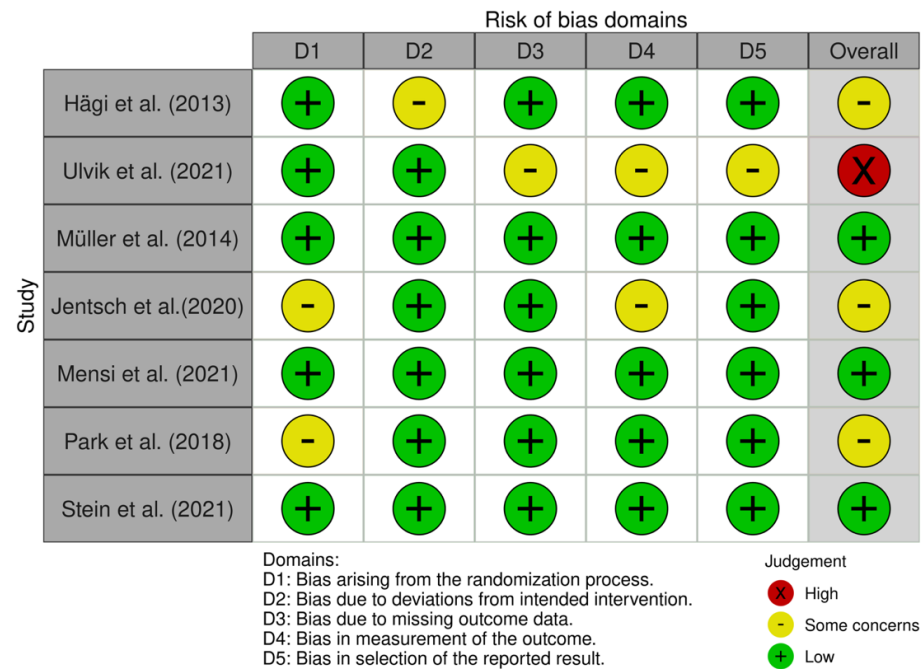 Risk of bias domains
D1 D2 D3 D4 D5 Overall
Study
Hägi et al. (2013) + - + + + -
Ulvik et al. (2021) + + - - - X
Müller et al. (2014) + + + + + +
Jentsch et al.(2020) - + + - + -
Mensi et al. (2021) + + + + + +
Park et al. (2018) - + + + + -
Stein et al. (2021) + + + + + +
Domains:
D1: Bias arising from the randomization process.
D2: Bias due to deviations from intended intervention.
D3: Bias due to missing outcome data.
D4: Bias in measurement of the outcome.
D5: Bias in selection of the reported result.
Judgement
X High
- Some concerns
+ Low